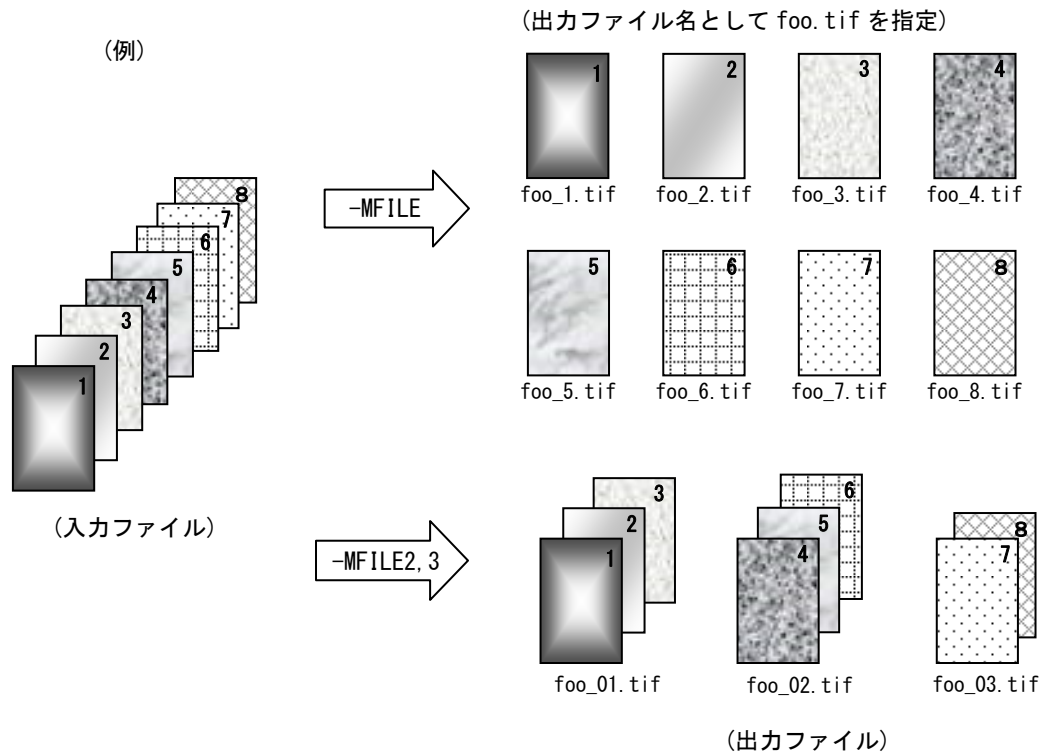 (出力ファイル名として foo.tif を指定)
(例)
1 2 3 4
foo_1.tif foo_2.tif foo_3.tif foo_4.tif
8
7
6
5
4
3
2
1
-MFILE
5 6 7 8
foo_5.tif foo_6.tif foo_7.tif foo_8.tif
(入力ファイル)
-MFILE2,3
3
2
1
6
5
4
8
7
foo_01.tif foo_02.tif foo_03.tif
(出力ファイル)